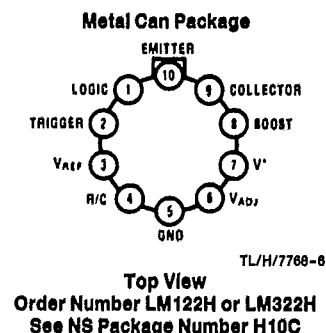 Metal Can Package
EMITTER
10
LOGIC 1 9 COLLECTOR
TRIGGER 2 8 BOOST
VREF 3 7 V+
R/C 4 6 VADJ
5
GND
TL/H/7768-6
Top View
Order Number LM122H or LM322H
See NS Package Number H10C